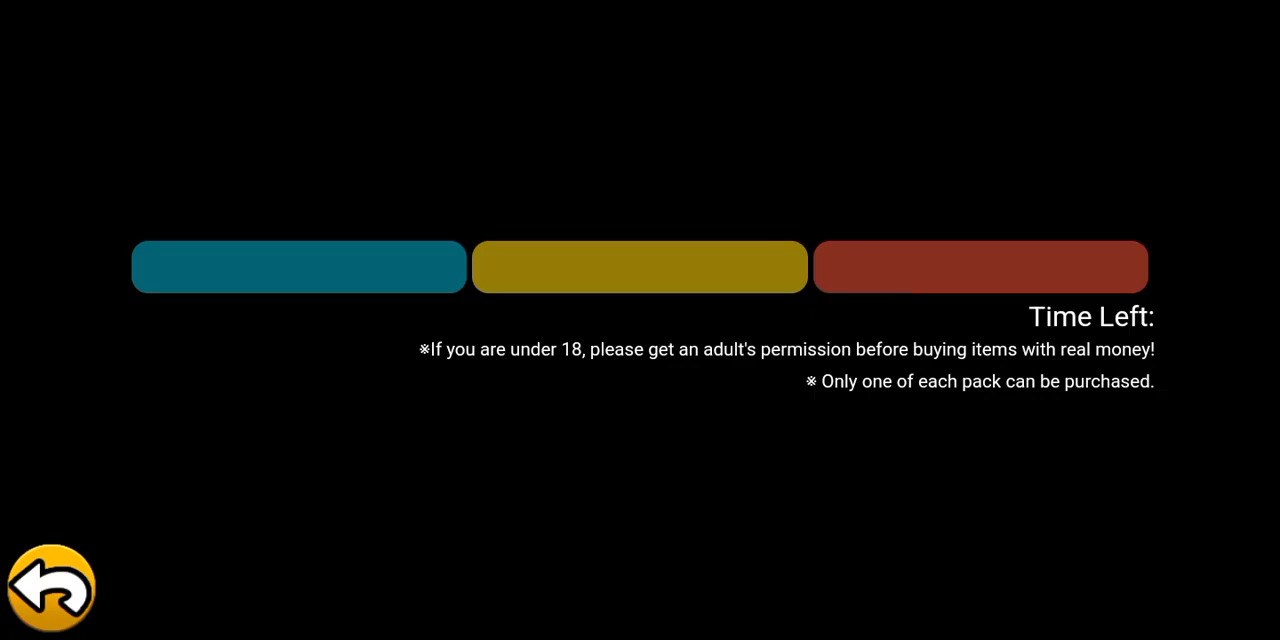 Time Left:
※If you are under 18, please get an adult's permission before buying items with real money!
※ Only one of each pack can be purchased.